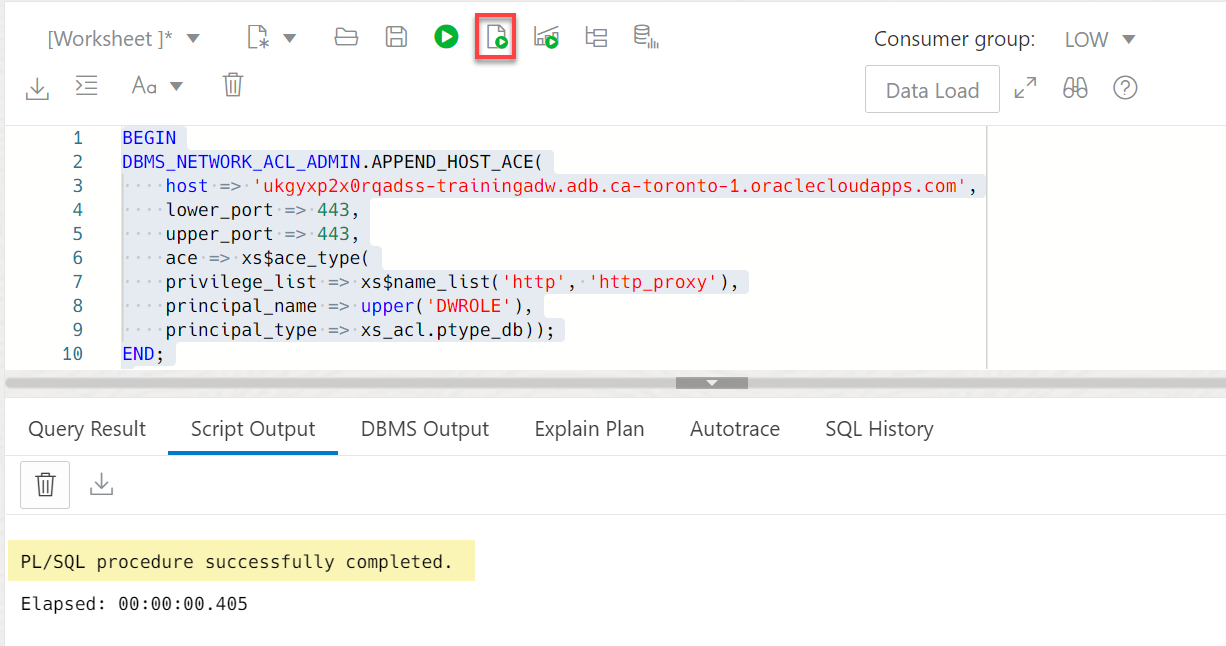 [Worksheet ]*
Consumer group: LOW
Aa
Data Load
1 BEGIN
2 DBMS_NETWORK_ACL_ADMIN.APPEND_HOST_ACE(
3 ····host·=>·'ukgyxp2x0rqadss-trainingadw.adb.ca-toronto-1.oraclecloudapps.com',
4 ····lower_port·=>·443,
5 ····upper_port·=>·443,
6 ····ace·=>·xs$ace_type(
7 ····privilege_list·=>·xs$name_list('http',·'http_proxy'),
8 ····principal_name·=>·upper('DWROLE'),
9 ····principal_type·=>·xs_acl.ptype_db));
10 END;
Query Result Script Output DBMS Output Explain Plan Autotrace SQL History
PL/SQL procedure successfully completed.
Elapsed: 00:00:00.405